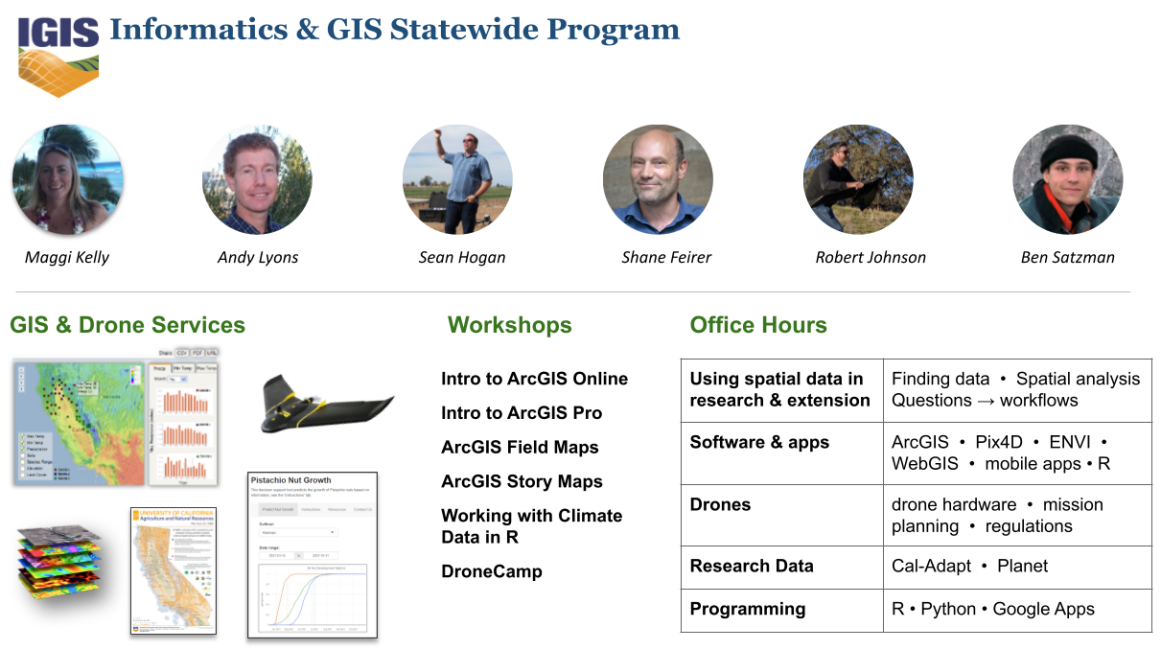 IGIS Informatics & GIS Statewide Program
Maggi Kelly
Andy Lyons
Sean Hogan
Shane Feirer
Robert Johnson
Ben Satzman
GIS & Drone Services
Pistachio Nut Growth
UNIVERSITY OF CALIFORNIA
Agriculture and Natural Resources
Workshops
Intro to ArcGIS Online
Intro to ArcGIS Pro
ArcGIS Field Maps
ArcGIS Story Maps
Working with Climate
Data in R
DroneCamp
Office Hours
Using spatial data in
research & extension
Finding data • Spatial analysis
Questions → workflows
Software & apps
ArcGIS • Pix4D • ENVI •
WebGIS • mobile apps • R
Drones
drone hardware • mission
planning • regulations
Research Data
Cal-Adapt • Planet
Programming
R • Python • Google Apps